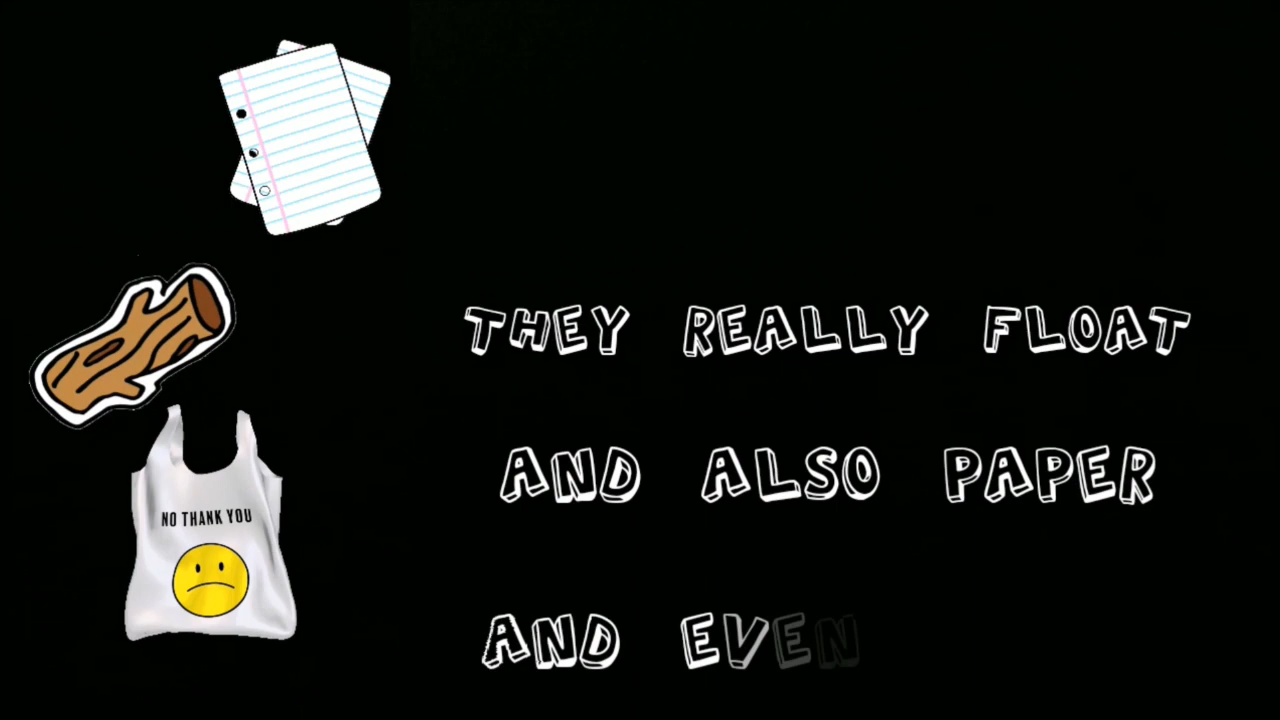 THEY REALLY FLOAT
AND ALSO PAPER
NO THANK YOU
AND EVEN